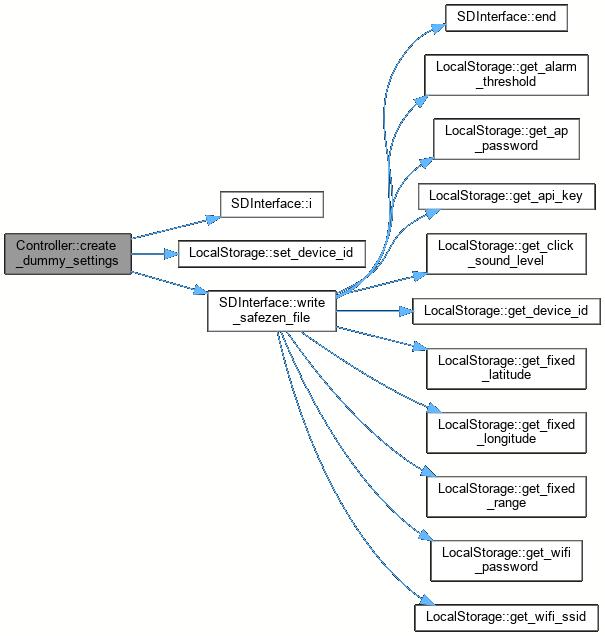 Controller::create
_dummy_settings
SDInterface::i
LocalStorage::set_device_id
SDInterface::write
_safezen_file
SDInterface::end
LocalStorage::get_alarm
_threshold
LocalStorage::get_ap
_password
LocalStorage::get_api_key
LocalStorage::get_click
_sound_level
LocalStorage::get_device_id
LocalStorage::get_fixed
_latitude
LocalStorage::get_fixed
_longitude
LocalStorage::get_fixed
_range
LocalStorage::get_wifi
_password
LocalStorage::get_wifi_ssid